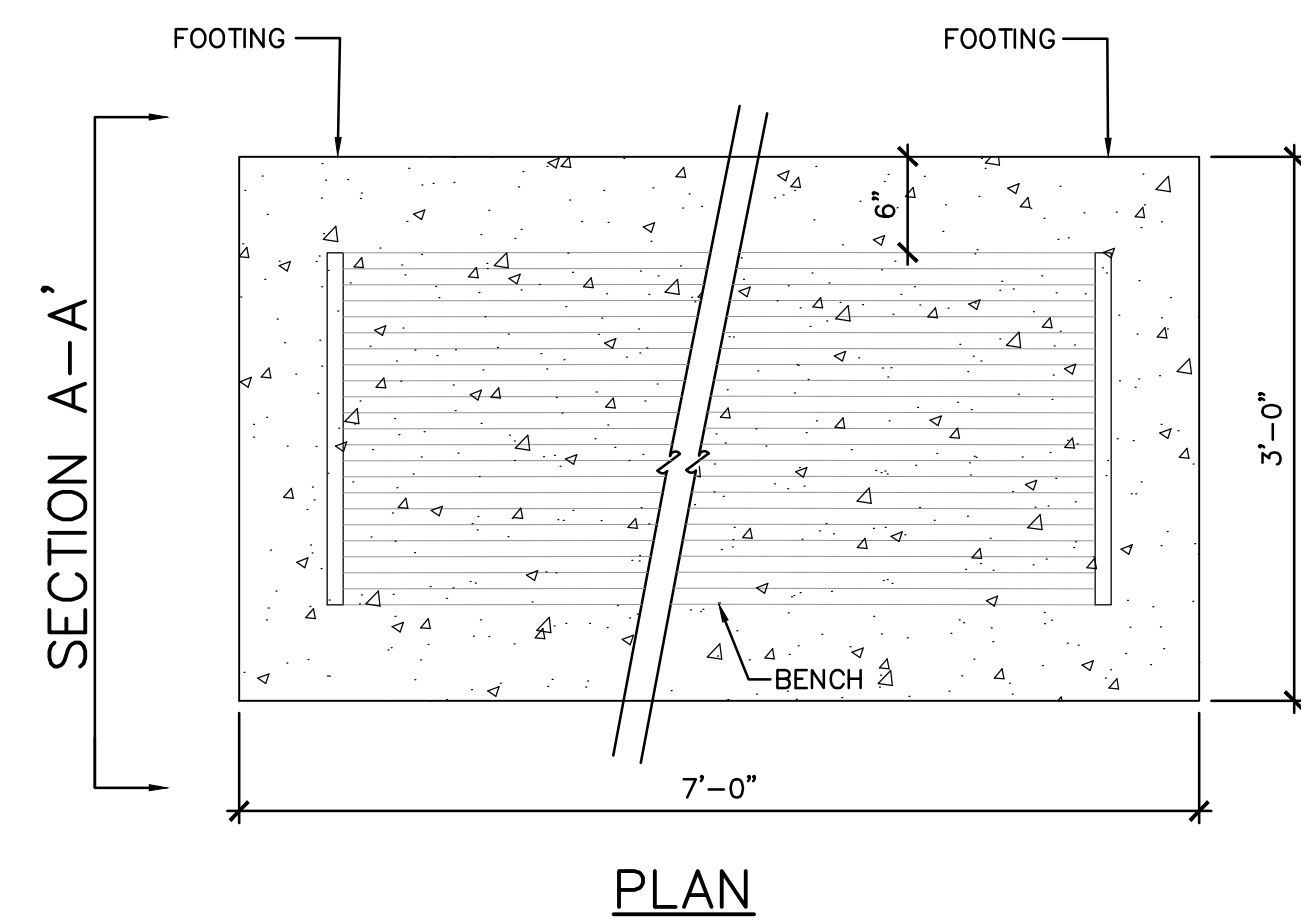 FOOTING
FOOTING
6"
SECTION A-A'
3'-0"
BENCH
7'-0"
PLAN